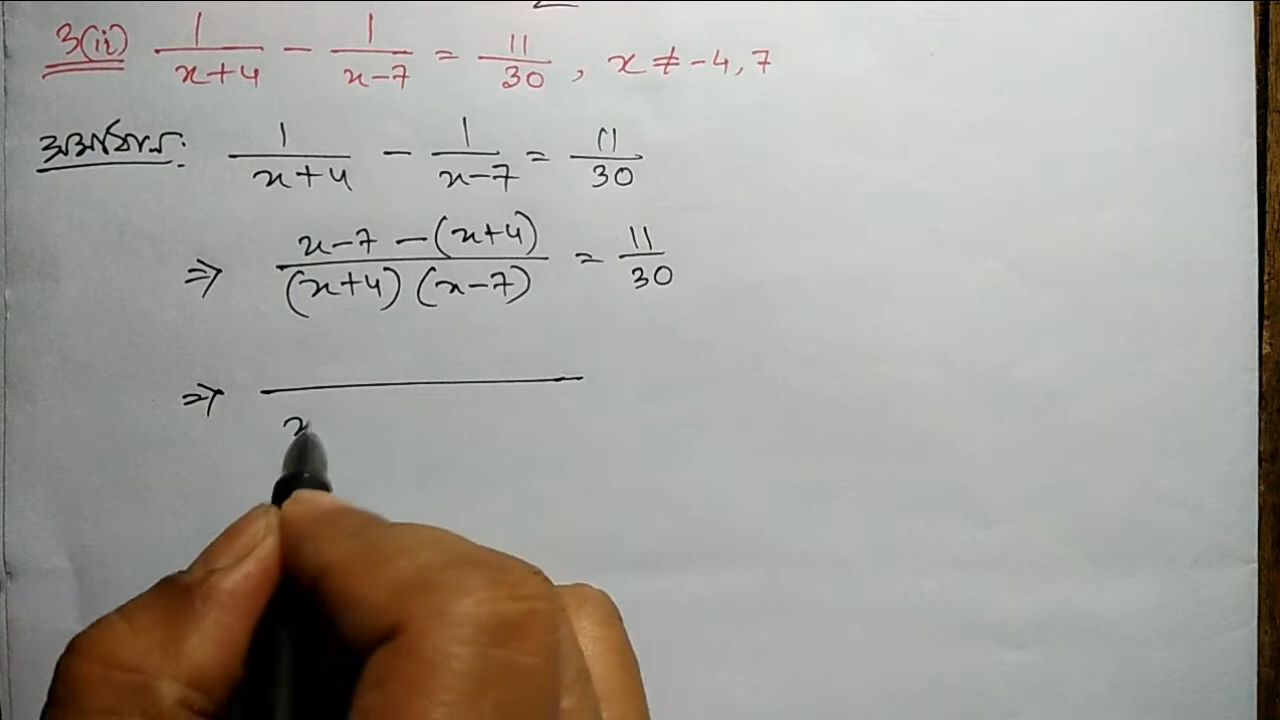 3(ii) 1/(x+4) - 1/(x-7) = 11/30, x ≠ -4, 7
সমাধান: 1/(x+4) - 1/(x-7) = 11/30
⇒ (x-7 -(x+4))/((x+4)(x-7)) = 11/30
⇒ x